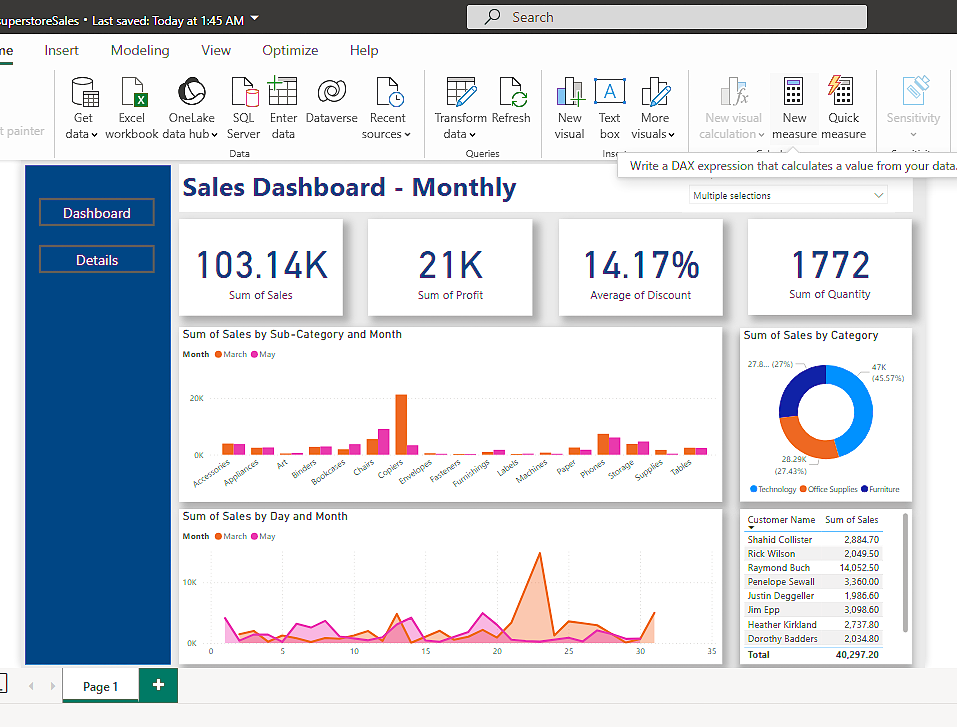 superstoreSales • Last saved: Today at 1:45 AM
Search
me Insert Modeling View Optimize Help
t painter
Get data
Excel workbook
OneLake data hub
SQL Server
Enter data
Dataverse
Recent sources
Transform data
Refresh
New visual
Text box
More visuals
New visual calculation
New measure
Quick measure
Sensitivity
Data
Queries
Write a DAX expression that calculates a value from your data.
Dashboard
Details
Sales Dashboard - Monthly
Multiple selections
103.14K
Sum of Sales
21K
Sum of Profit
14.17%
Average of Discount
1772
Sum of Quantity
Sum of Sales by Sub-Category and Month
Month March May
20K
0K
Accessories Appliances Art Binders Bookcases Chairs Copiers Envelopes Fasteners Furnishings Labels Machines Paper Phones Storage Supplies Tables
Sum of Sales by Category
27.8... (27%)
47K
(45.57%)
28.29K
(27.43%)
Technology Office Supplies Furniture
Sum of Sales by Day and Month
Month March May
10K
0K
0 5 10 15 20 25 30 35
Customer Name Sum of Sales
Shahid Collister 2,884.70
Rick Wilson 2,049.50
Raymond Buch 14,052.50
Penelope Sewall 3,360.00
Justin Deggeller 1,986.60
Jim Epp 3,098.60
Heather Kirkland 2,737.80
Dorothy Badders 2,034.80
Total 40,297.20
Page 1